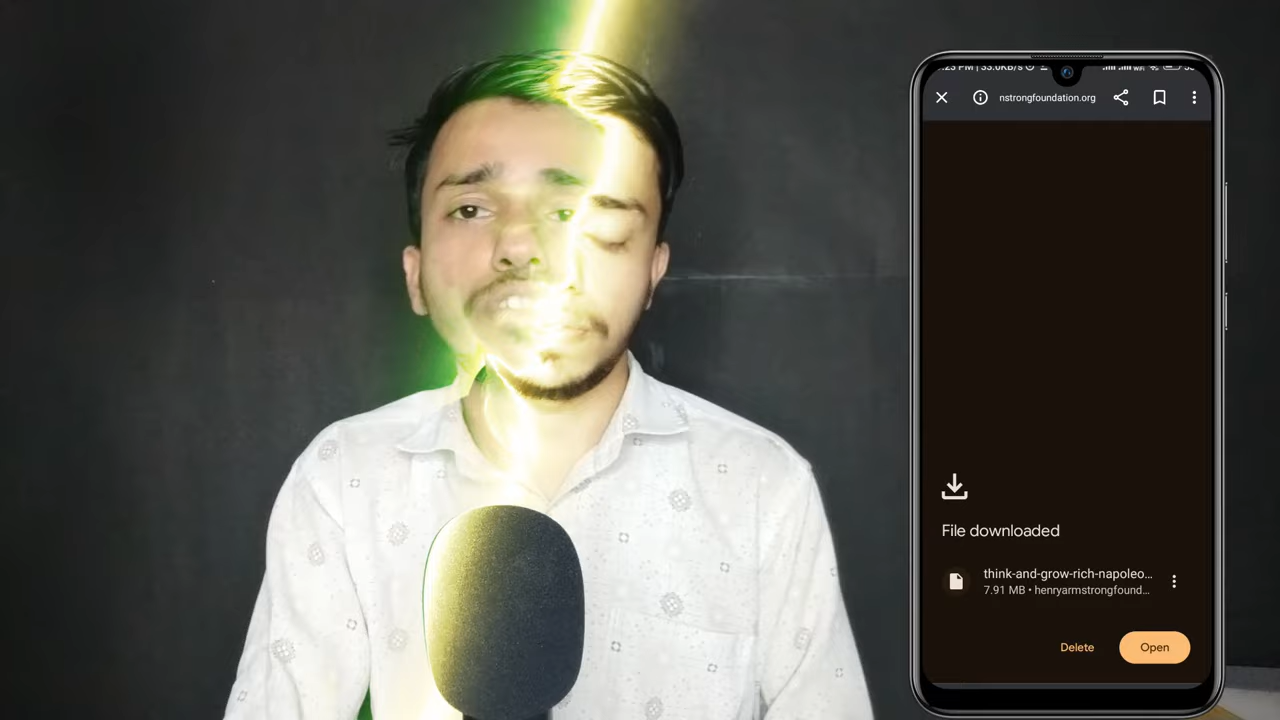 nstrongfoundation.org
File downloaded
think-and-grow-rich-napoleo...
7.91 MB • henryarmstrongfound...
Delete
Open